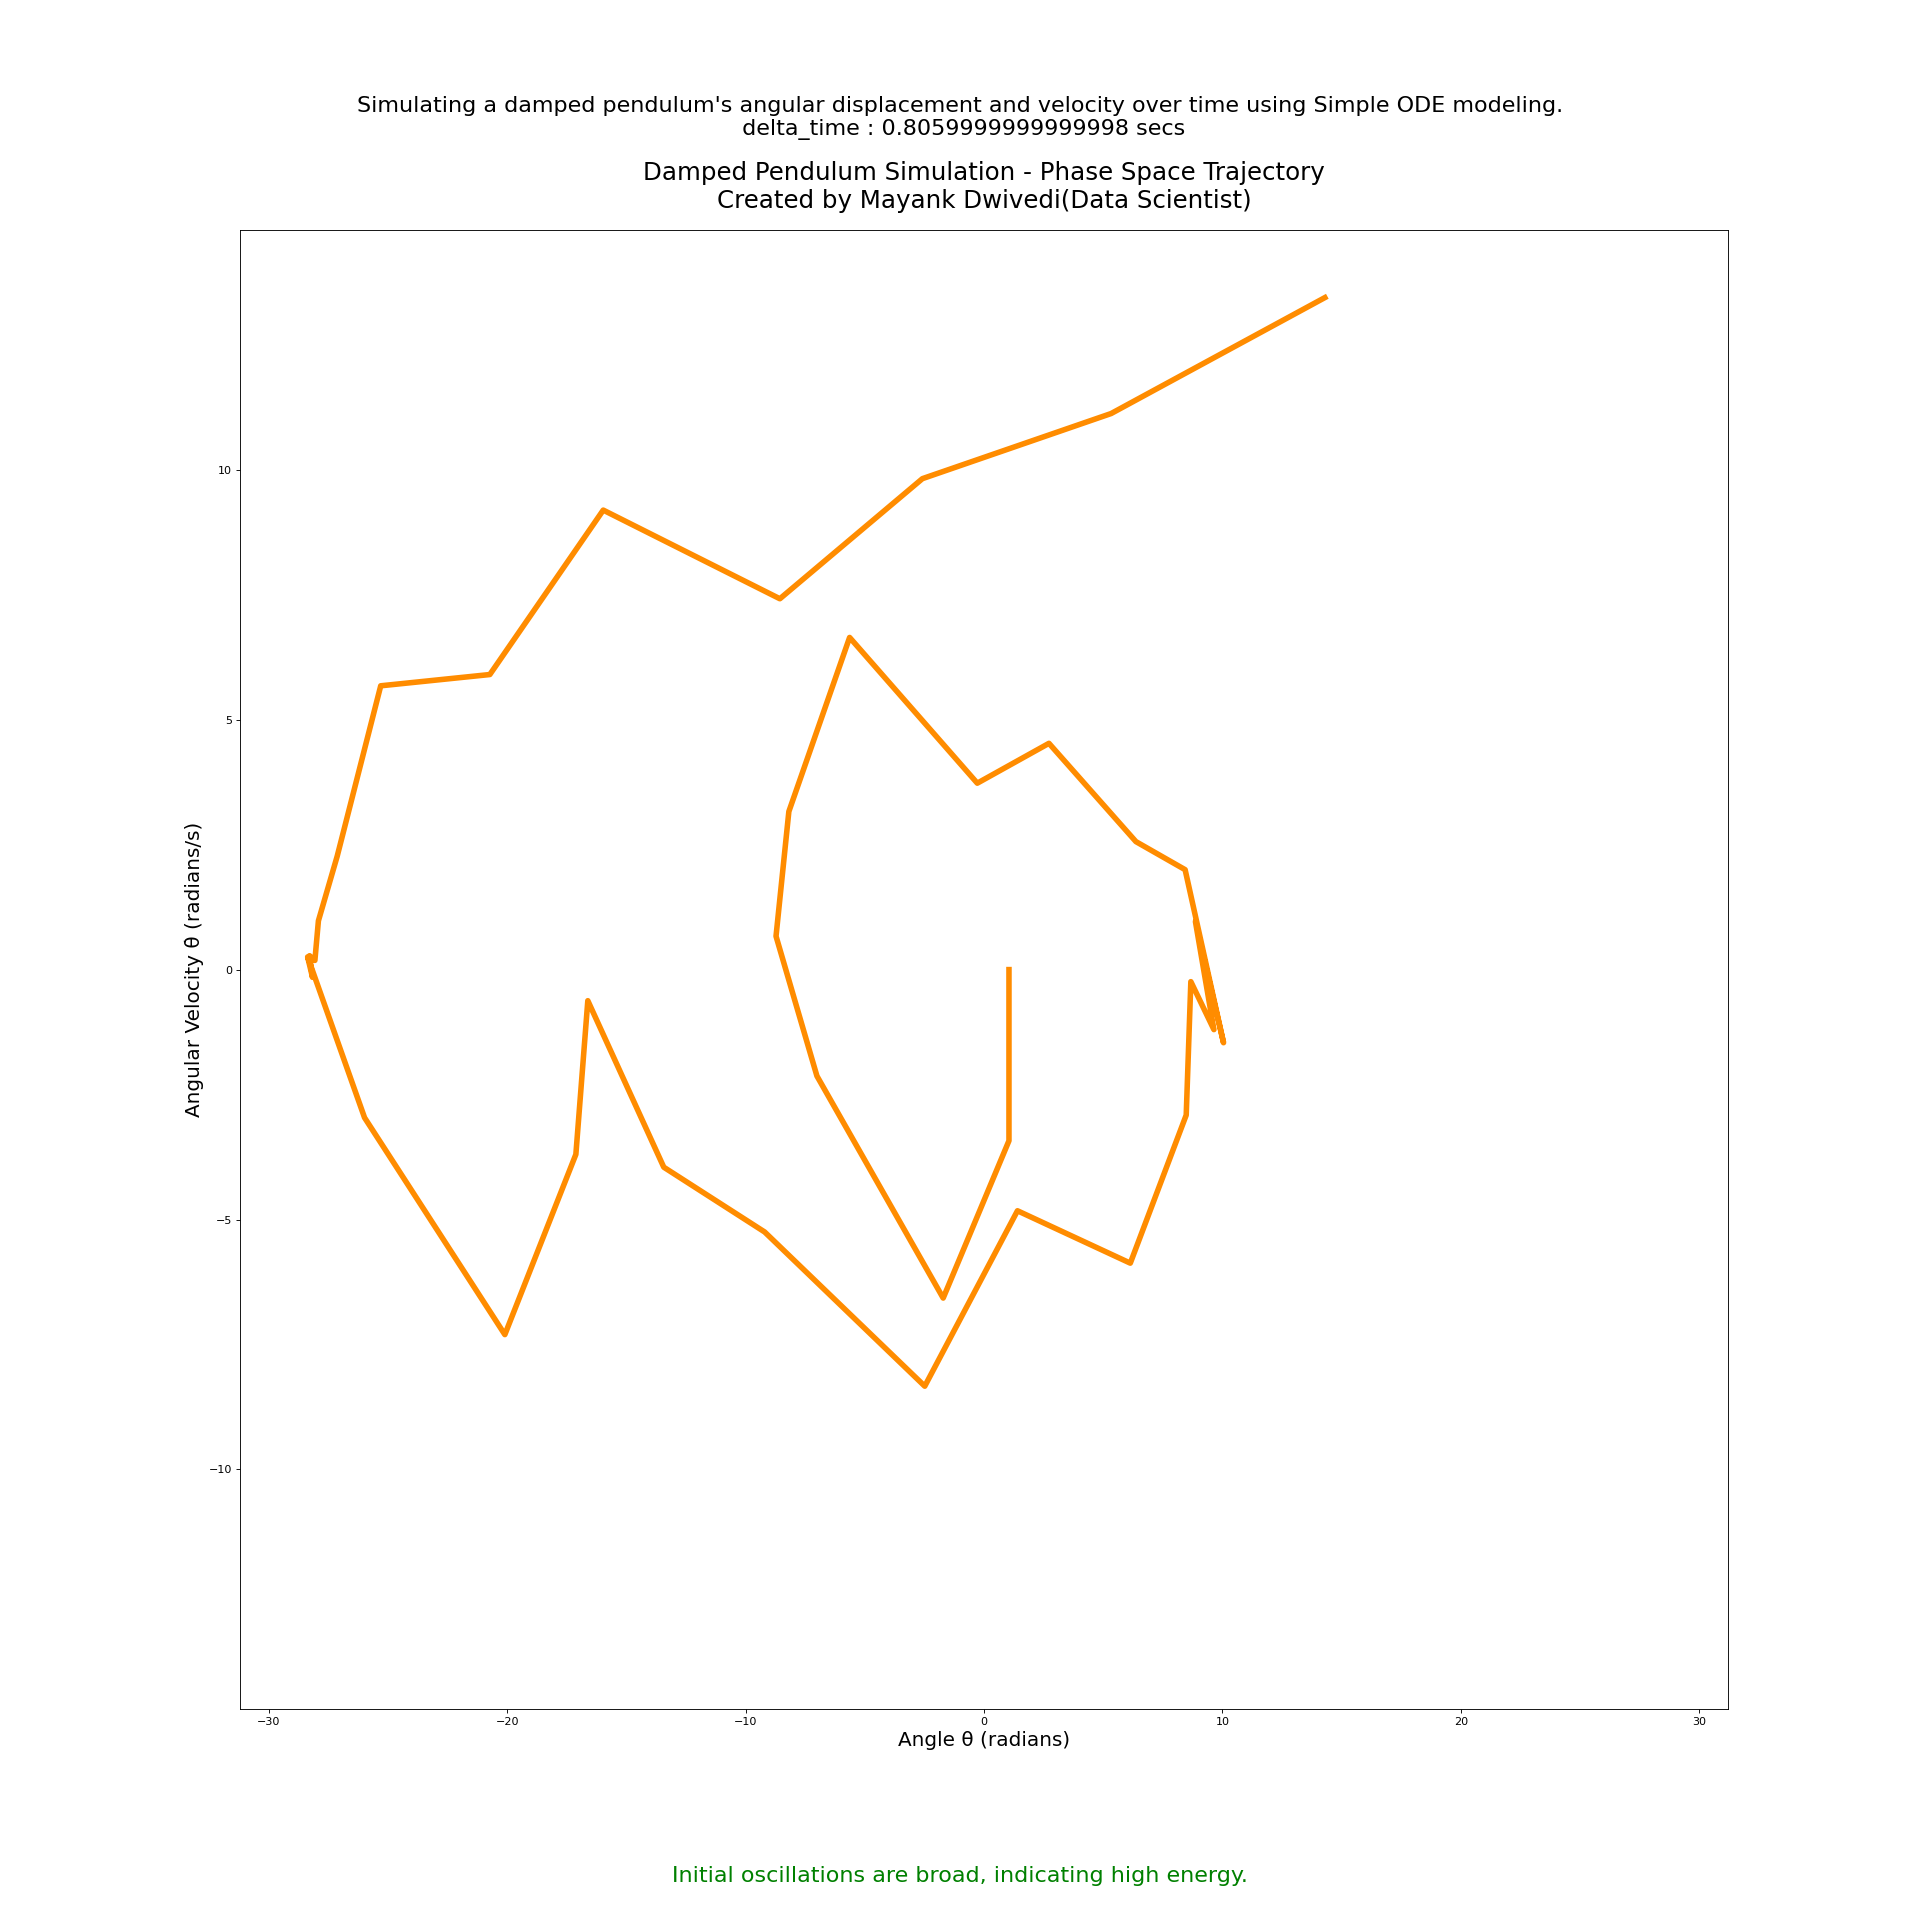 Simulating a damped pendulum's angular displacement and velocity over time using Simple ODE modeling.
delta_time : 0.8059999999999998 secs
Damped Pendulum Simulation - Phase Space Trajectory
Created by Mayank Dwivedi(Data Scientist)
10
5
0
−5
−10
Angular Velocity θ (radians/s)
−30
−20
−10
0
10
20
30
Angle θ (radians)
Initial oscillations are broad, indicating high energy.